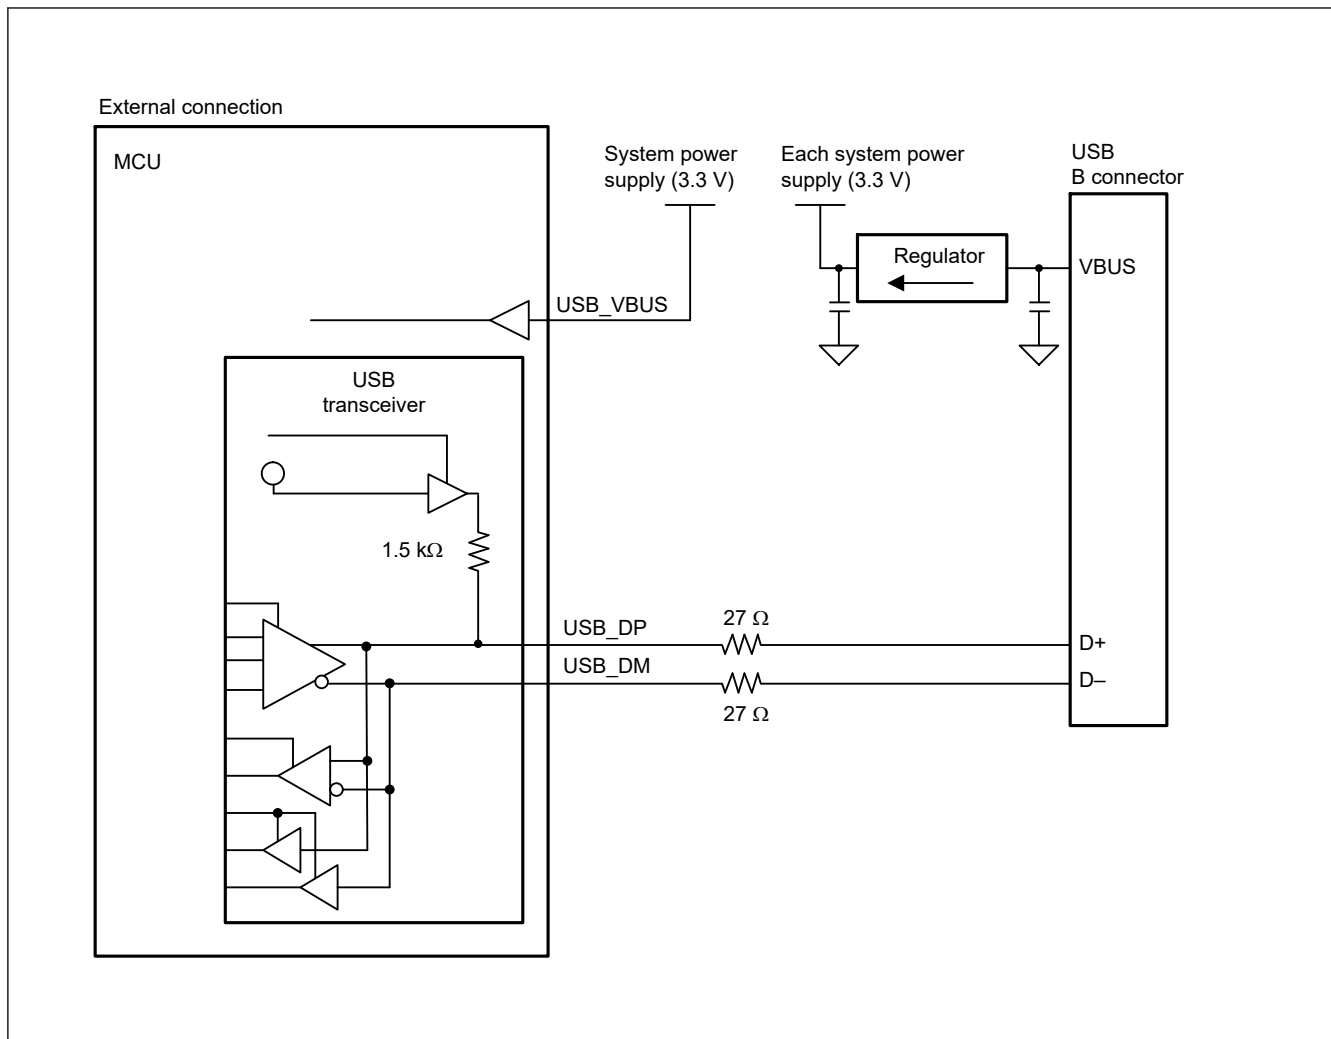 External connection
MCU
System power
supply (3.3 V)
Each system power
supply (3.3 V)
USB
B connector
Regulator
VBUS
USB_VBUS
USB
transceiver
1.5 kΩ
USB_DP
27 Ω
D+
USB_DM
D–
27 Ω